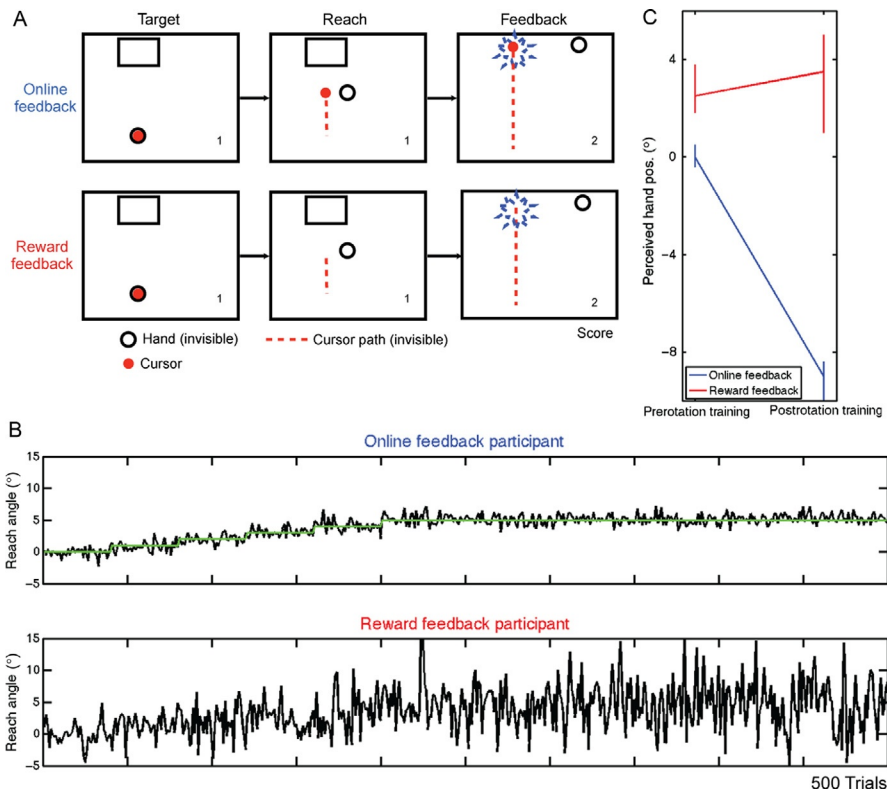 A
Target
Reach
Feedback
Online
feedback
1
1
2
Reward
feedback
1
1
2
Score
Hand (invisible)
Cursor path (invisible)
Cursor
C
Perceived hand pos. (°)
4
0
−4
−8
Online feedback
Reward feedback
Prerotation training
Postrotation training
B
Online feedback participant
Reach angle (°)
15
10
5
0
−5
Reward feedback participant
Reach angle (°)
15
10
5
0
−5
500 Trials